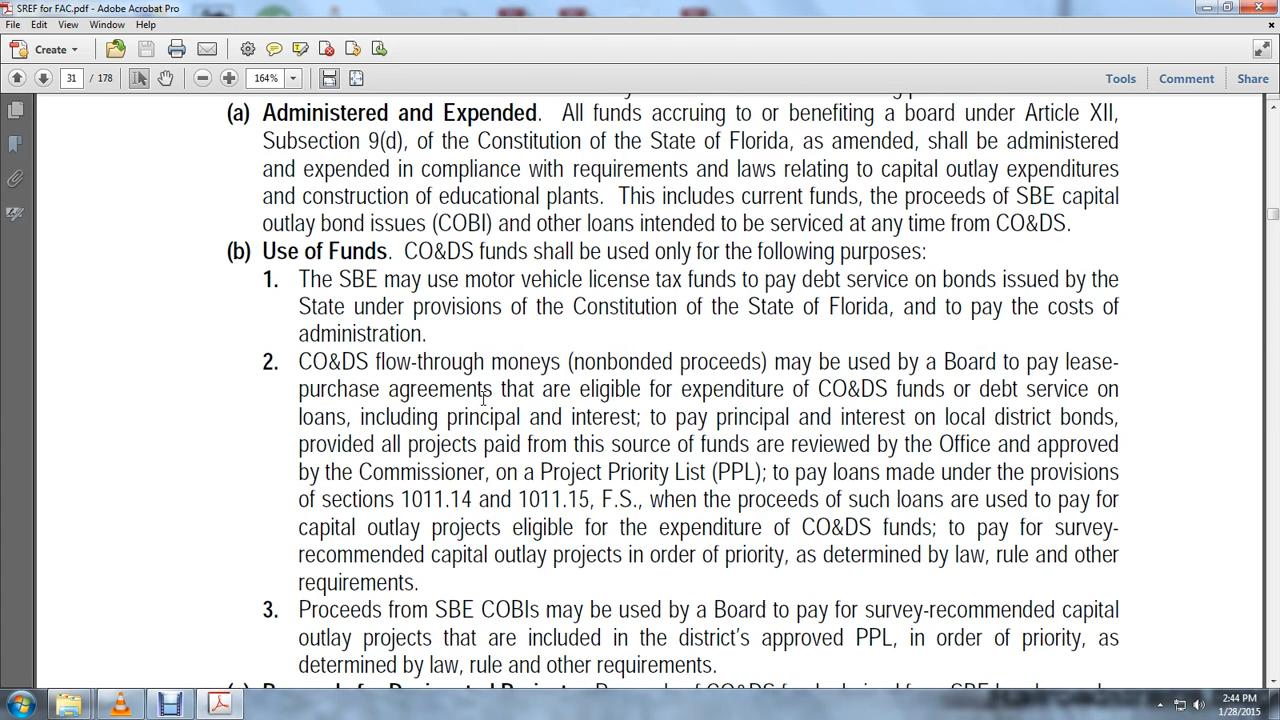 SREF for FAC.pdf - Adobe Acrobat Pro
File Edit View Window Help
Create
31 / 178 164% Tools Comment Share
(a) Administered and Expended. All funds accruing to or benefiting a board under Article XII,
Subsection 9(d), of the Constitution of the State of Florida, as amended, shall be administered
and expended in compliance with requirements and laws relating to capital outlay expenditures
and construction of educational plants. This includes current funds, the proceeds of SBE capital
outlay bond issues (COBI) and other loans intended to be serviced at any time from CO&DS.
(b) Use of Funds. CO&DS funds shall be used only for the following purposes:
1. The SBE may use motor vehicle license tax funds to pay debt service on bonds issued by the
State under provisions of the Constitution of the State of Florida, and to pay the costs of
administration.
2. CO&DS flow-through moneys (nonbonded proceeds) may be used by a Board to pay lease-
purchase agreements that are eligible for expenditure of CO&DS funds or debt service on
loans, including principal and interest; to pay principal and interest on local district bonds,
provided all projects paid from this source of funds are reviewed by the Office and approved
by the Commissioner, on a Project Priority List (PPL); to pay loans made under the provisions
of sections 1011.14 and 1011.15, F.S., when the proceeds of such loans are used to pay for
capital outlay projects eligible for the expenditure of CO&DS funds; to pay for survey-
recommended capital outlay projects in order of priority, as determined by law, rule and other
requirements.
3. Proceeds from SBE COBIs may be used by a Board to pay for survey-recommended capital
outlay projects that are included in the district's approved PPL, in order of priority, as
determined by law, rule and other requirements.
2:44 PM
1/28/2015